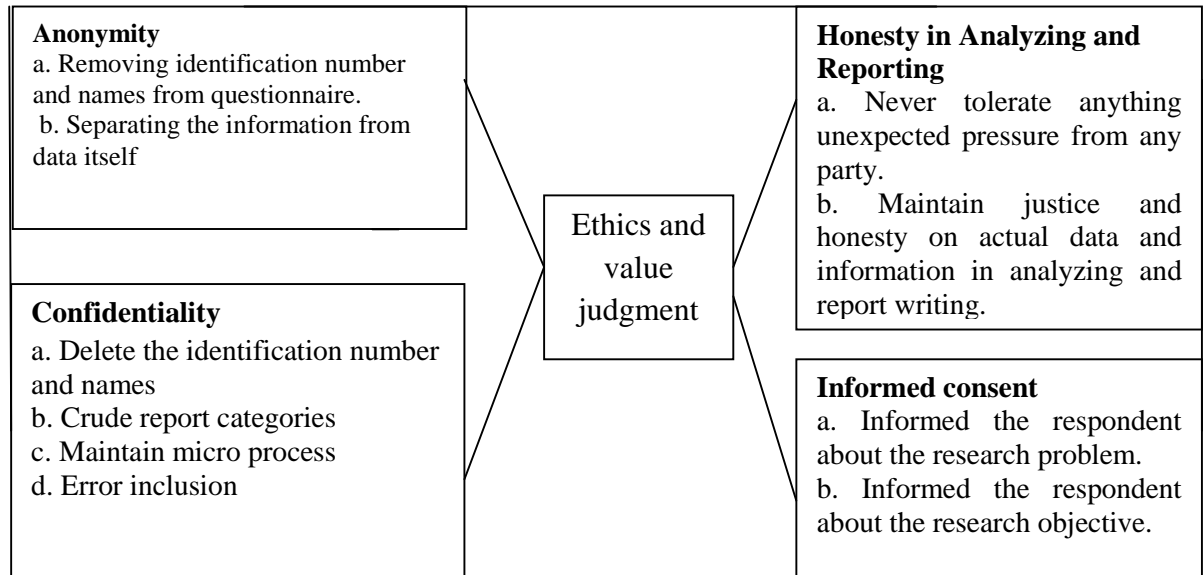 Anonymity
a. Removing identification number
and names from questionnaire.
b. Separating the information from
data itself
Confidentiality
a. Delete the identification number
and names
b. Crude report categories
c. Maintain micro process
d. Error inclusion
Ethics and
value
judgment
Honesty in Analyzing and
Reporting
a. Never tolerate anything
unexpected pressure from any
party.
b. Maintain justice and
honesty on actual data and
information in analyzing and
report writing.
Informed consent
a. Informed the respondent
about the research problem.
b. Informed the respondent
about the research objective.